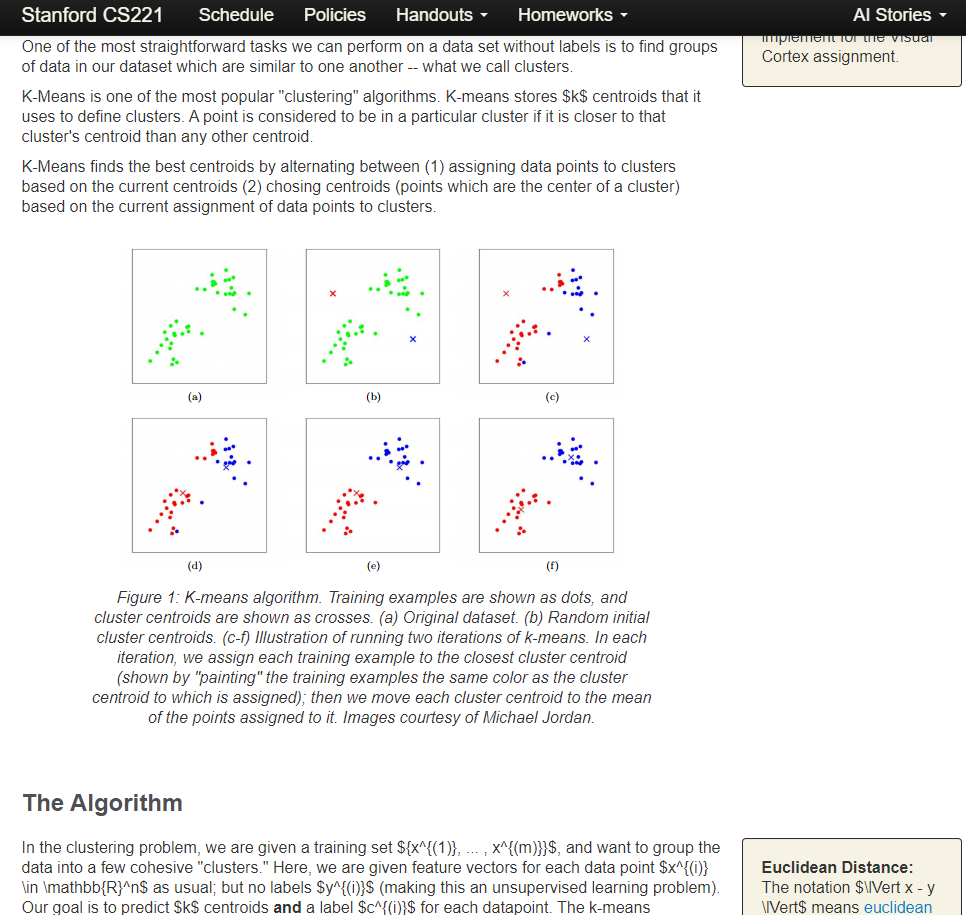 Stanford CS221 Schedule Policies Handouts Homeworks AI Stories
One of the most straightforward tasks we can perform on a data set without labels is to find groups
of data in our dataset which are similar to one another -- what we call clusters.
K-Means is one of the most popular "clustering" algorithms. K-means stores $k$ centroids that it
uses to define clusters. A point is considered to be in a particular cluster if it is closer to that
cluster's centroid than any other centroid.
K-Means finds the best centroids by alternating between (1) assigning data points to clusters
based on the current centroids (2) chosing centroids (points which are the center of a cluster)
based on the current assignment of data points to clusters.
implement for the Visual
Cortex assignment.
(a) (b) (c)
(d) (e) (f)
Figure 1: K-means algorithm. Training examples are shown as dots, and
cluster centroids are shown as crosses. (a) Original dataset. (b) Random initial
cluster centroids. (c-f) Illustration of running two iterations of k-means. In each
iteration, we assign each training example to the closest cluster centroid
(shown by "painting" the training examples the same color as the cluster
centroid to which is assigned); then we move each cluster centroid to the mean
of the points assigned to it. Images courtesy of Michael Jordan.
The Algorithm
In the clustering problem, we are given a training set ${x^{(1)}, ... , x^{(m)}}$, and want to group the
data into a few cohesive "clusters." Here, we are given feature vectors for each data point $x^{(i)}
\in \mathbb{R}^n$ as usual; but no labels $y^{(i)}$ (making this an unsupervised learning problem).
Our goal is to predict $k$ centroids and a label $c^{(i)}$ for each datapoint. The k-means
Euclidean Distance:
The notation $\lVert x - y
\lVert$ means euclidean